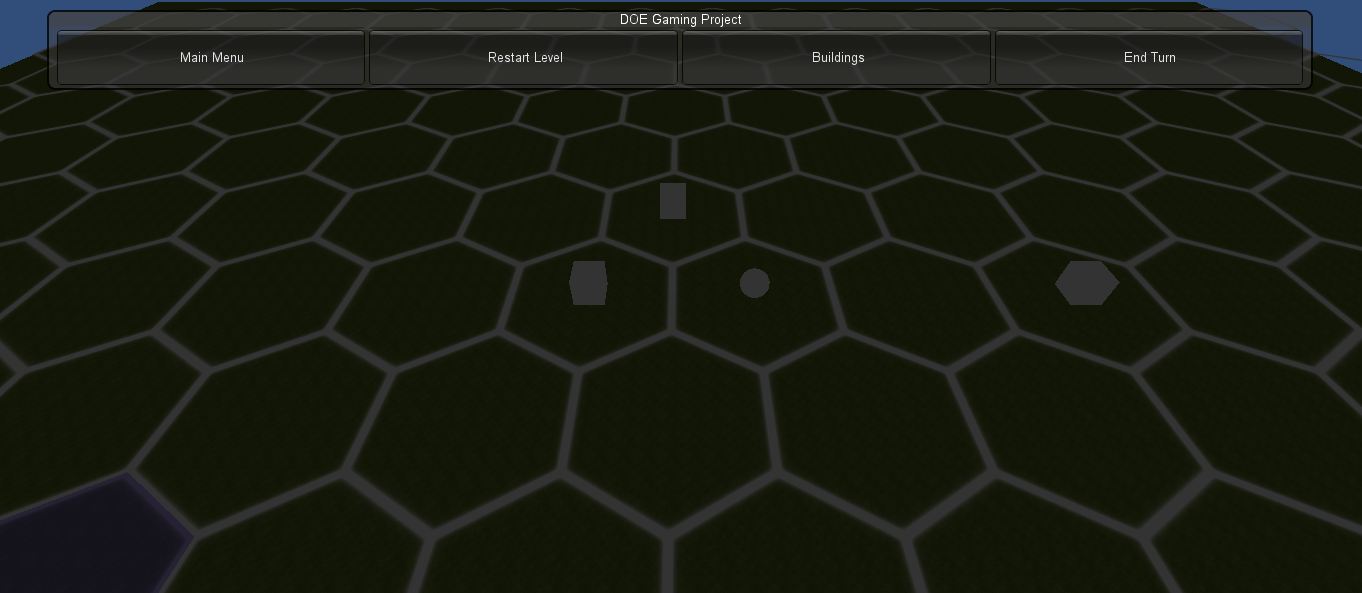 DOE Gaming Project
Main Menu
Restart Level
Buildings
End Turn